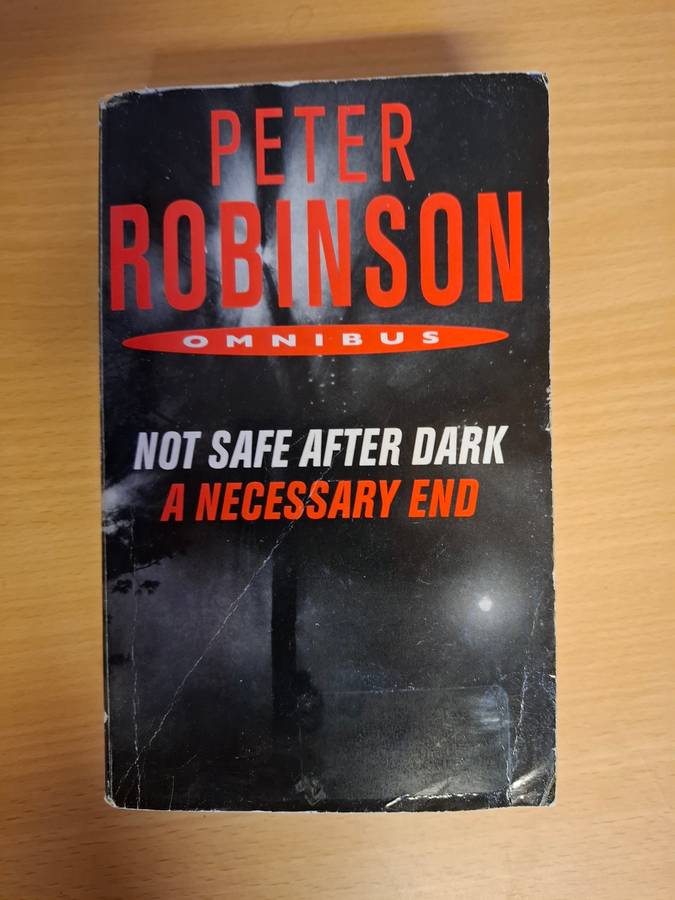 PETER
ROBINSON
OMNIBUS
NOT SAFE AFTER DARK
A NECESSARY END